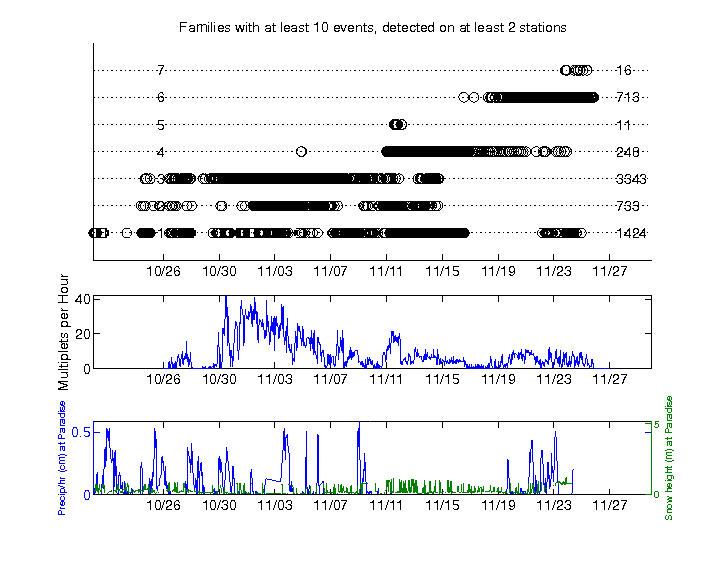 Families with at least 10 events, detected on at least 2 stations
7 16
6 713
5 11
4 248
3 3343
2 733
1 1424
10/26 10/30 11/03 11/07 11/11 11/15 11/19 11/23 11/27
Multiplets per Hour
40
20
0
10/26 10/30 11/03 11/07 11/11 11/15 11/19 11/23 11/27
Precip/hr (cm) at Paradise
0.5
0
5
0
Snow height (m) at Paradise
10/26 10/30 11/03 11/07 11/11 11/15 11/19 11/23 11/27